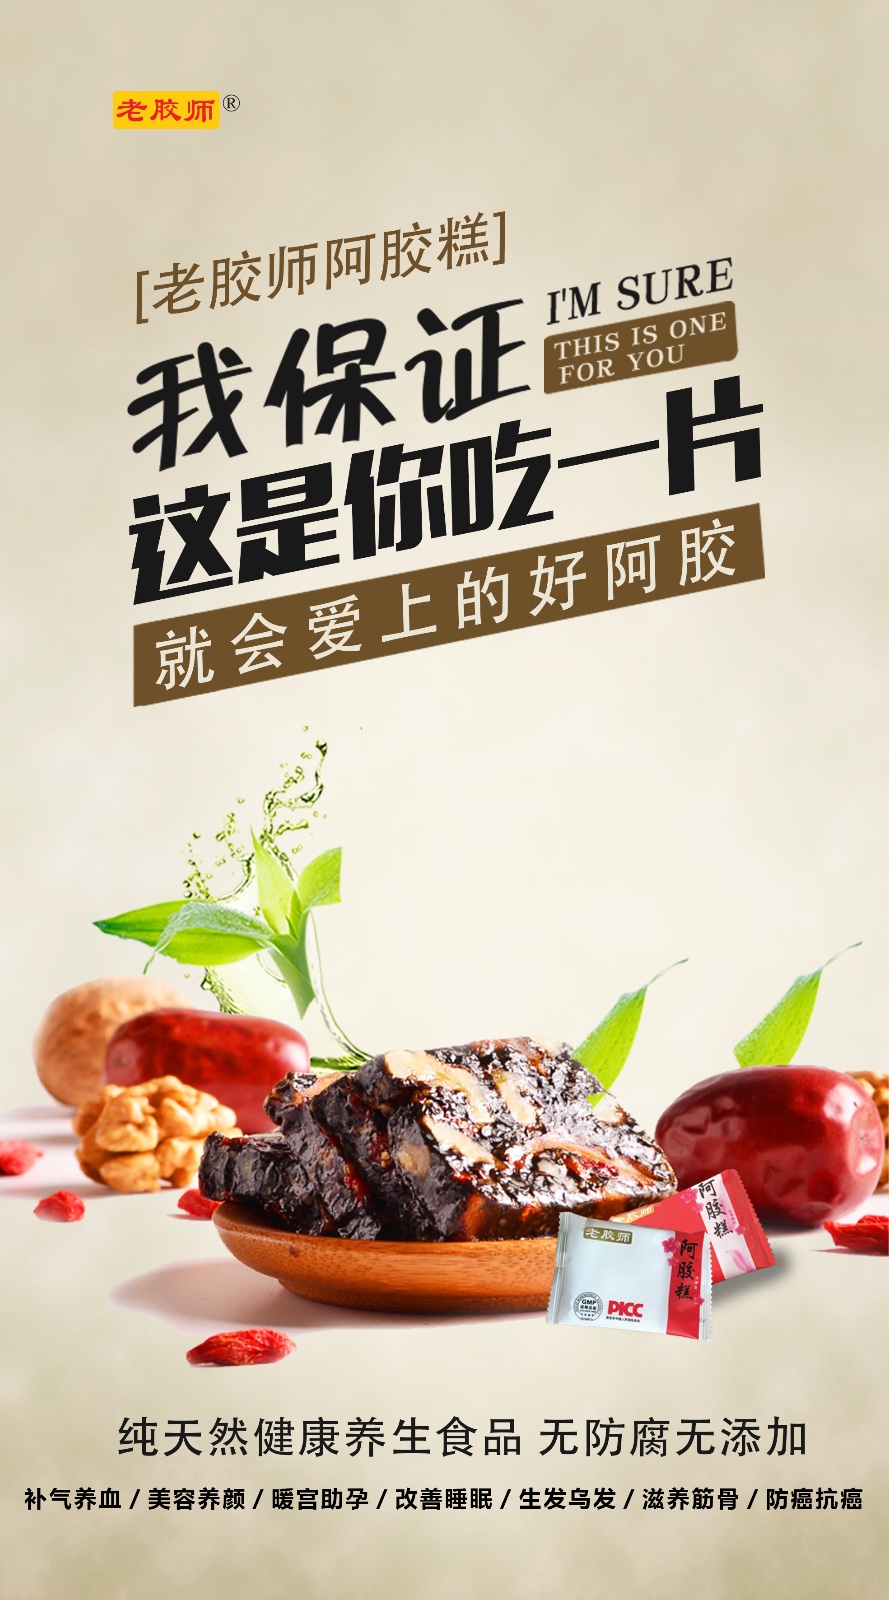 老胶师®
[老胶师阿胶糕]
我保证
I'M SURE
THIS IS ONE
FOR YOU
这是你吃一片
就会爱上的好阿胶
阿胶糕
老胶师
阿胶糕
GMP
PICC
纯天然健康养生食品 无防腐无添加
补气养血 / 美容养颜 / 暖宫助孕 / 改善睡眠 / 生发乌发 / 滋养筋骨 / 防癌抗癌